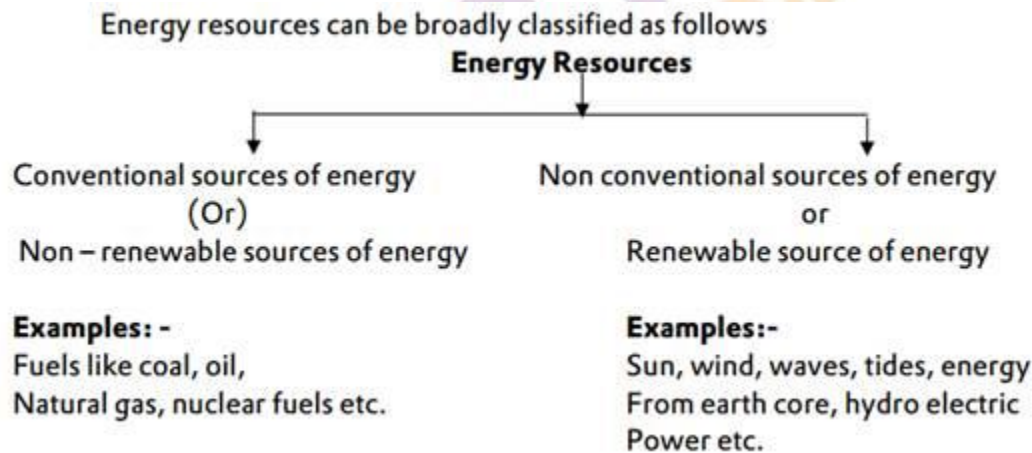 Energy resources can be broadly classified as follows
Energy Resources
Conventional sources of energy
(Or)
Non – renewable sources of energy
Non conventional sources of energy
or
Renewable source of energy
Examples: -
Fuels like coal, oil,
Natural gas, nuclear fuels etc.
Examples:-
Sun, wind, waves, tides, energy
From earth core, hydro electric
Power etc.